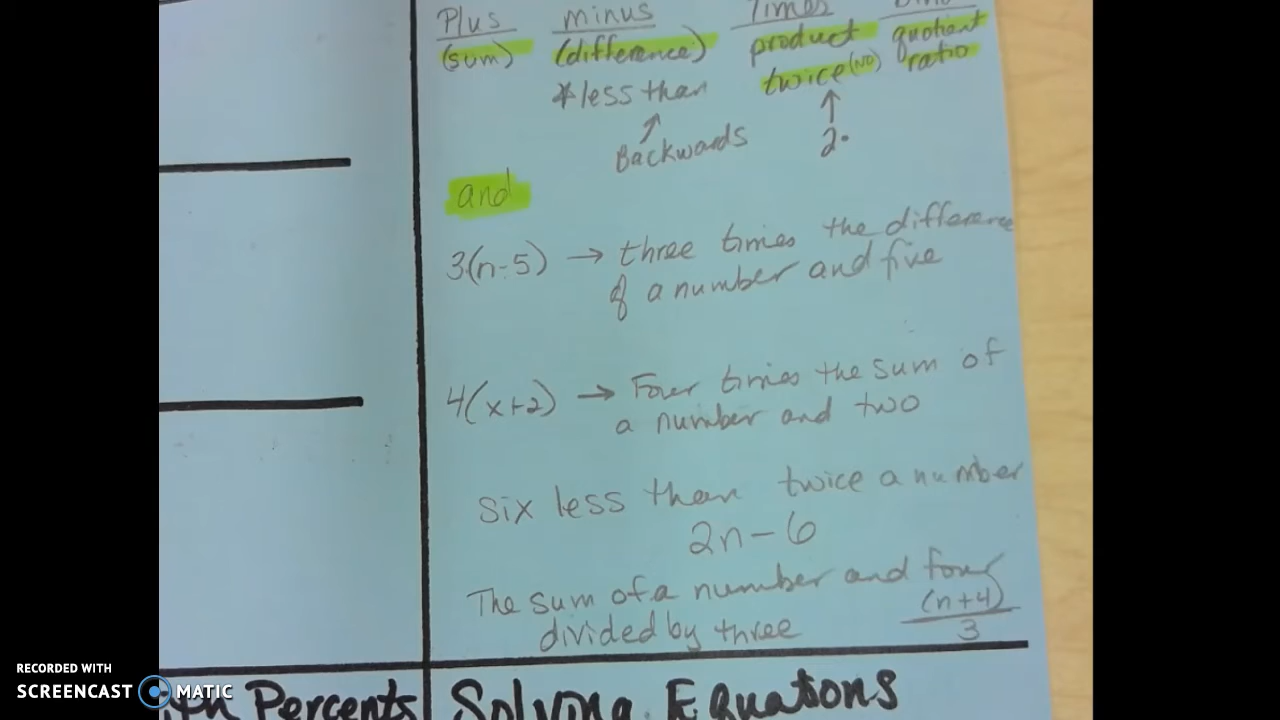 Plus minus Times
(sum) (difference) product quotient
*less than twice (NO) ratio
Backwards 2·
and
3(n-5) → three times the difference
of a number and five
4(x+2) → Four times the sum of
a number and two
six less than twice a number
2n-6
The sum of a number and four
divided by three (n+4)
3
Percents Solving Equations
RECORDED WITH
SCREENCAST MATIC